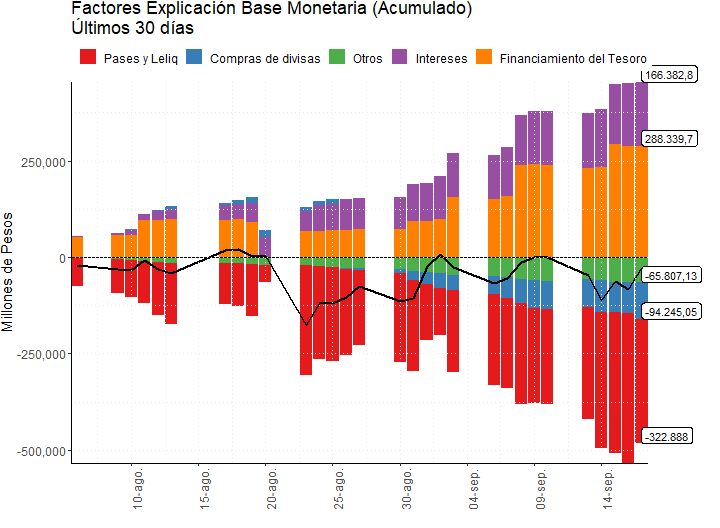 Factores Explicación Base Monetaria (Acumulado)
Últimos 30 días
Pases y Leliq Compras de divisas Otros Intereses Financiamiento del Tesoro
166.382,8
288.339,7
-65.807,13
-94.245,05
-322.888
Millones de Pesos
250,000
0
-250,000
-500,000
10-ago.
15-ago.
20-ago.
25-ago.
30-ago.
04-sep.
09-sep.
14-sep.